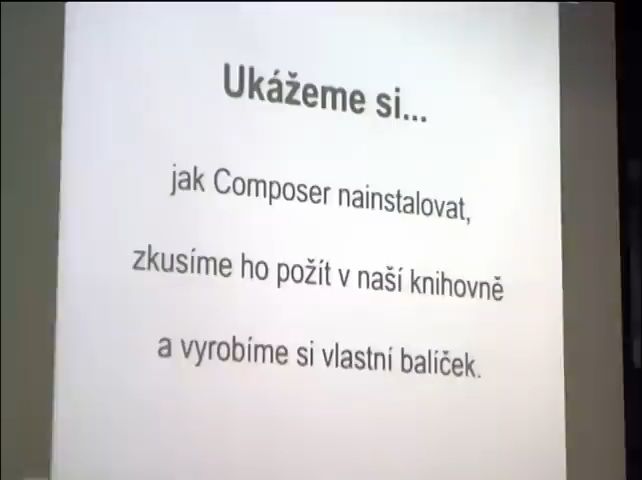 Ukážeme si...
jak Composer nainstalovat,
zkusíme ho požít v naší knihovně
a vyrobíme si vlastní balíček.